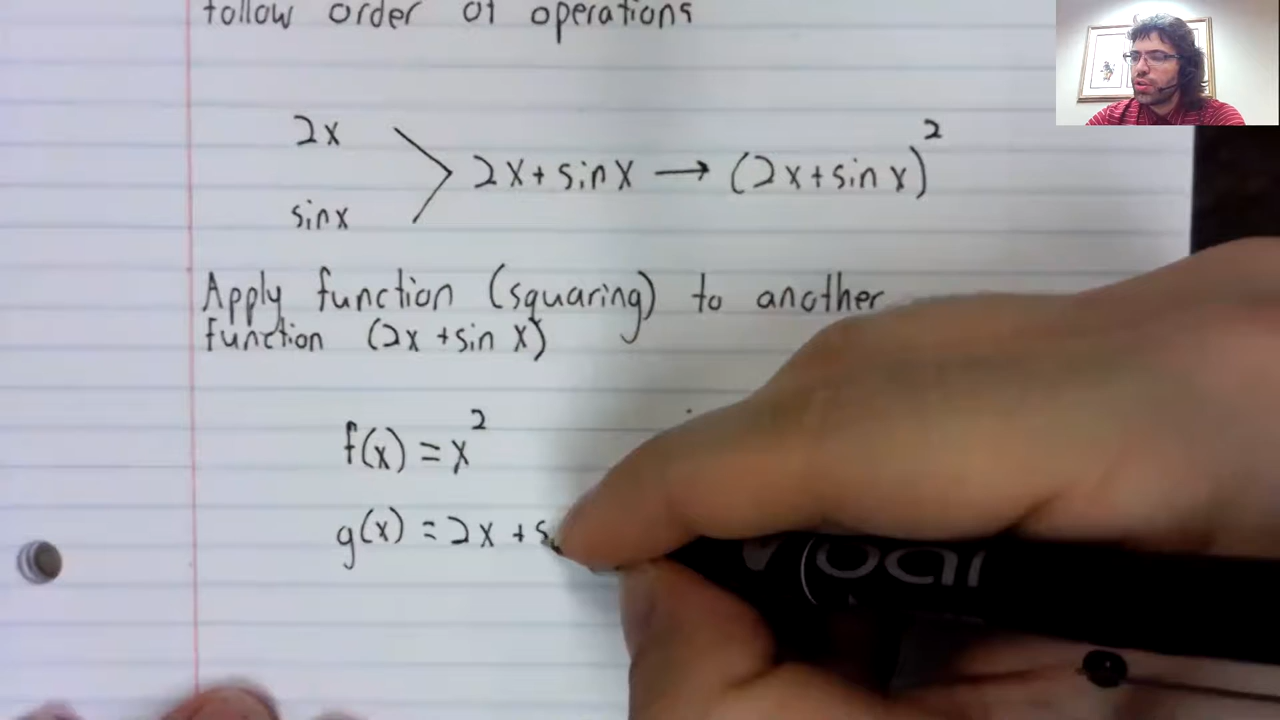 follow order of operations
2x
2x + sin x → (2x + sin x)²
sin x
Apply function (squaring) to another
function (2x + sin x)
f(x) = x²
g(x) = 2x + s